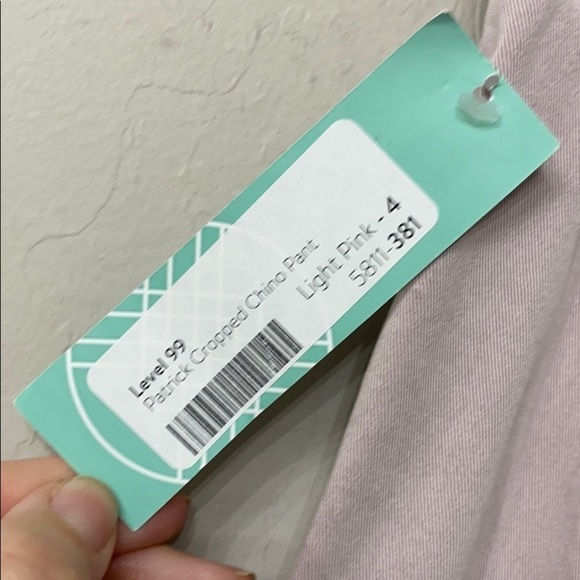 Level 99
Patrick Cropped Chino Pant
Light Pink - 4
5811-381